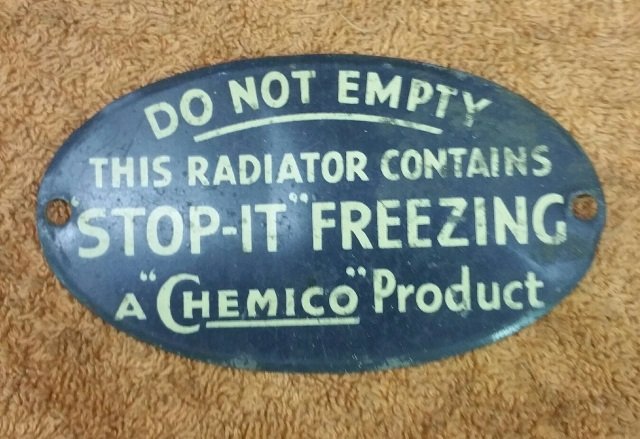 DO NOT EMPTY
THIS RADIATOR CONTAINS
"STOP-IT" FREEZING
A "CHEMICO" Product